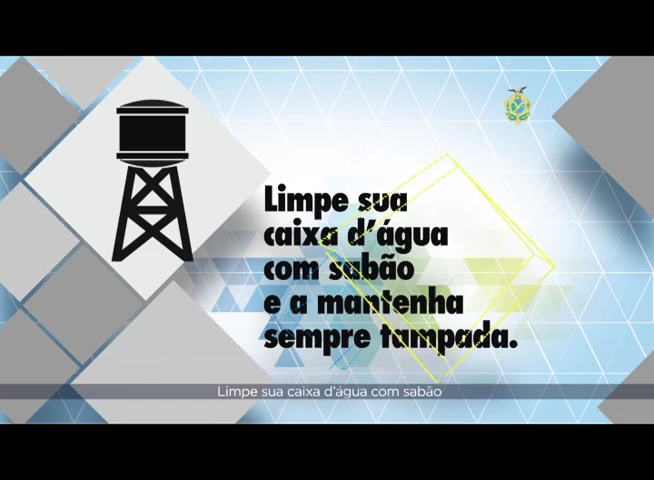 Limpe sua
caixa d'água
com sabão
e a mantenha
sempre tampada.
Limpe sua caixa d'água com sabão